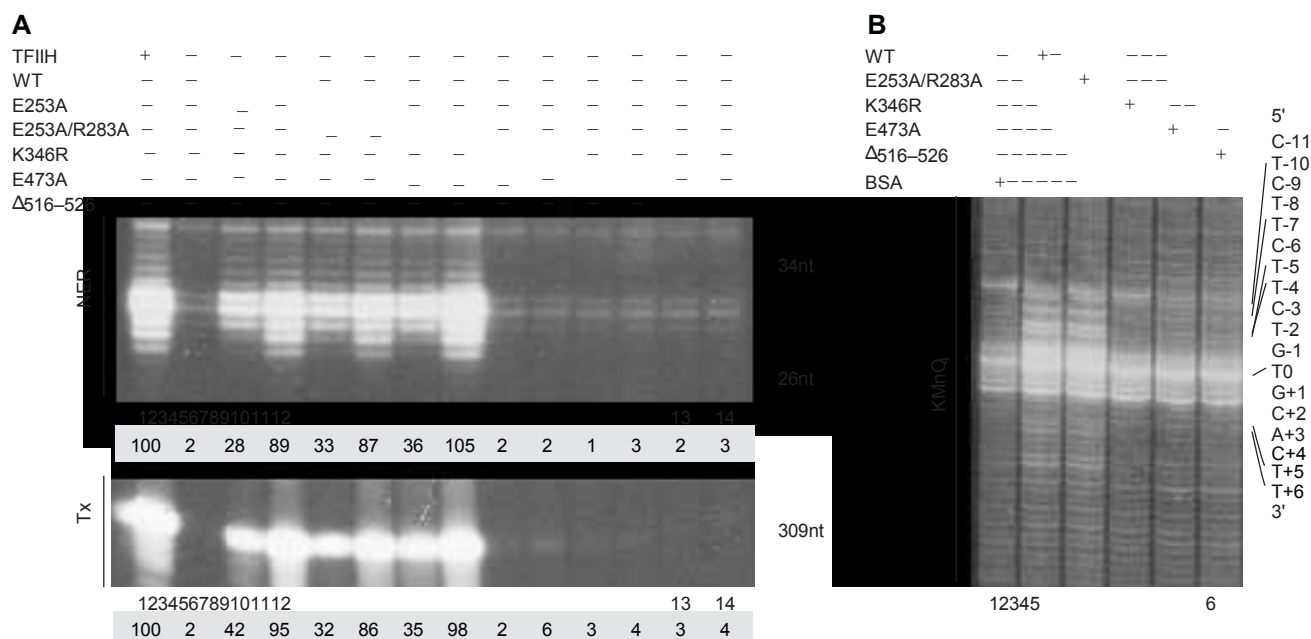 A
TFIIH + – – – – – – – – – – – – –
WT – – – – – – – – – – – –
E253A – – _ – – – – – – – – –
E253A/R283A – – – – _ _ – – – – – –
K346R – – – – – – – – – – – –
E473A – – – – – – – – – – – –
Δ516–526 – – – – – – – – – – – –
NER
34nt
26nt
123456789101112 13 14
100 2 28 89 33 87 36 105 2 2 1 3 2 3
Tx
309nt
123456789101112 13 14
100 2 42 95 32 86 35 98 2 6 3 4 3 4
B
WT – +– –––
E253A/R283A –– + –––
K346R ––– + ––
E473A –––– + –
Δ516–526 ––––– +
BSA +–––––
KMnO4
5'
C-11
T-10
C-9
T-8
T-7
C-6
T-5
T-4
C-3
T-2
G-1
T0
G+1
C+2
A+3
C+4
T+5
T+6
3'
12345 6